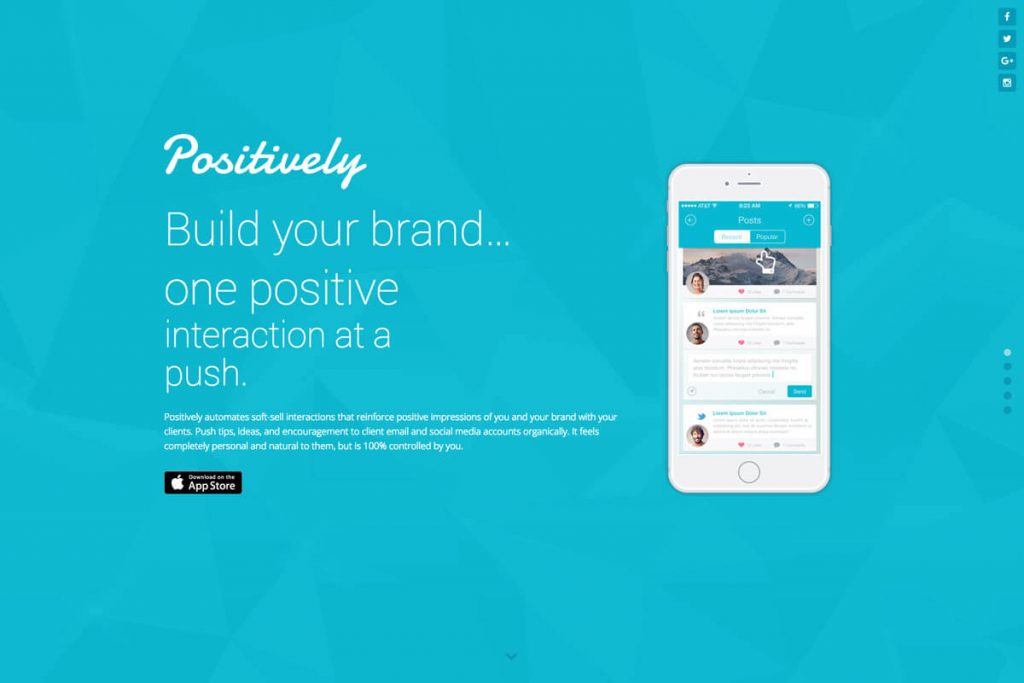 Positively
Build your brand...
one positive
interaction at a
push.
Positively automates soft-sell interactions that reinforce positive impressions of you and your brand with your
clients. Push tips, ideas, and encouragement to client email and social media accounts organically. It feels
completely personal and natural to them, but is 100% controlled by you.
Download on the
App Store
AT&T 9:22 AM
Posts
Recent Popular
Lorem Ipsum Dolor Sit
Cancel Send
Lorem Ipsum Dolor Sit